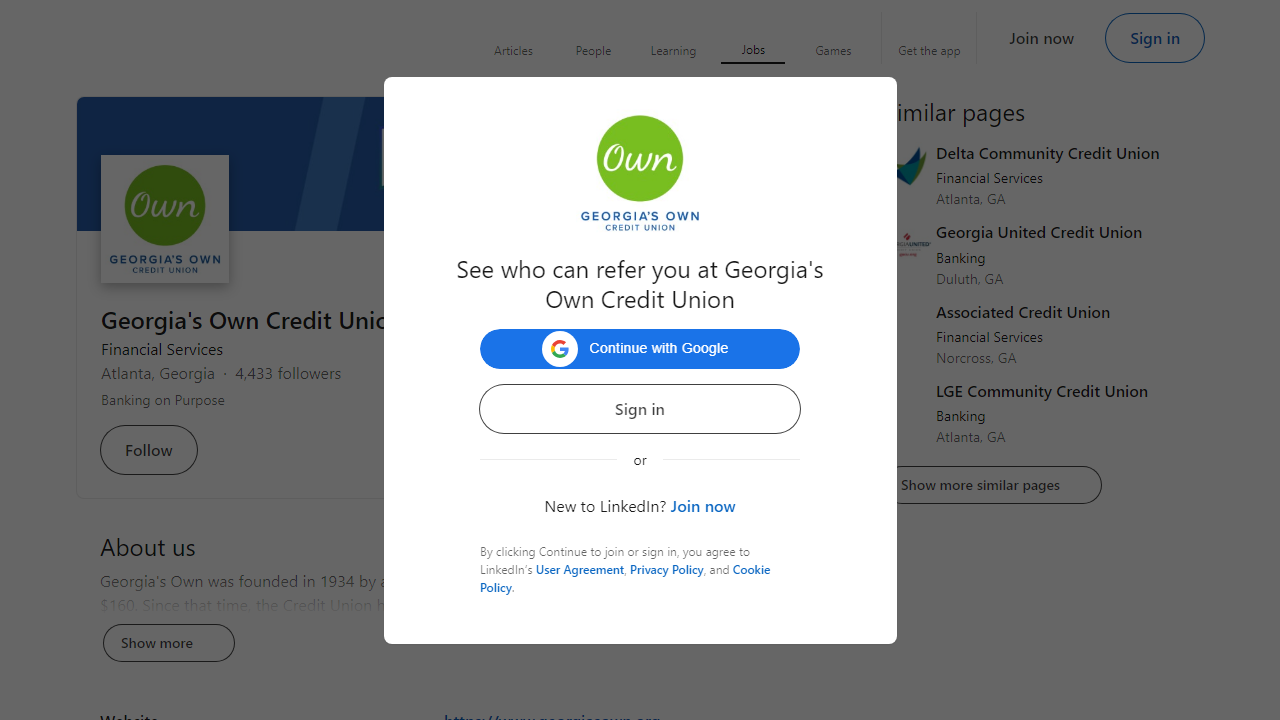 Articles
People
Learning
Jobs
Games
Get the app
Join now
Sign in
Own
GEORGIA'S OWN
CREDIT UNION
Georgia's Own Credit Unio
Financial Services
Atlanta, Georgia · 4,433 followers
Banking on Purpose
Follow
About us
Georgia's Own was founded in 1934 by a
$160. Since that time, the Credit Union h
Show more
Website
https://www.georgiasown.org
Own
GEORGIA'S OWN
CREDIT UNION
See who can refer you at Georgia's
Own Credit Union
Continue with Google
Sign in
or
New to LinkedIn? Join now
By clicking Continue to join or sign in, you agree to
LinkedIn's User Agreement, Privacy Policy, and Cookie
Policy.
imilar pages
Delta Community Credit Union
Financial Services
Atlanta, GA
Georgia United Credit Union
Banking
Duluth, GA
Associated Credit Union
Financial Services
Norcross, GA
LGE Community Credit Union
Banking
Atlanta, GA
Show more similar pages